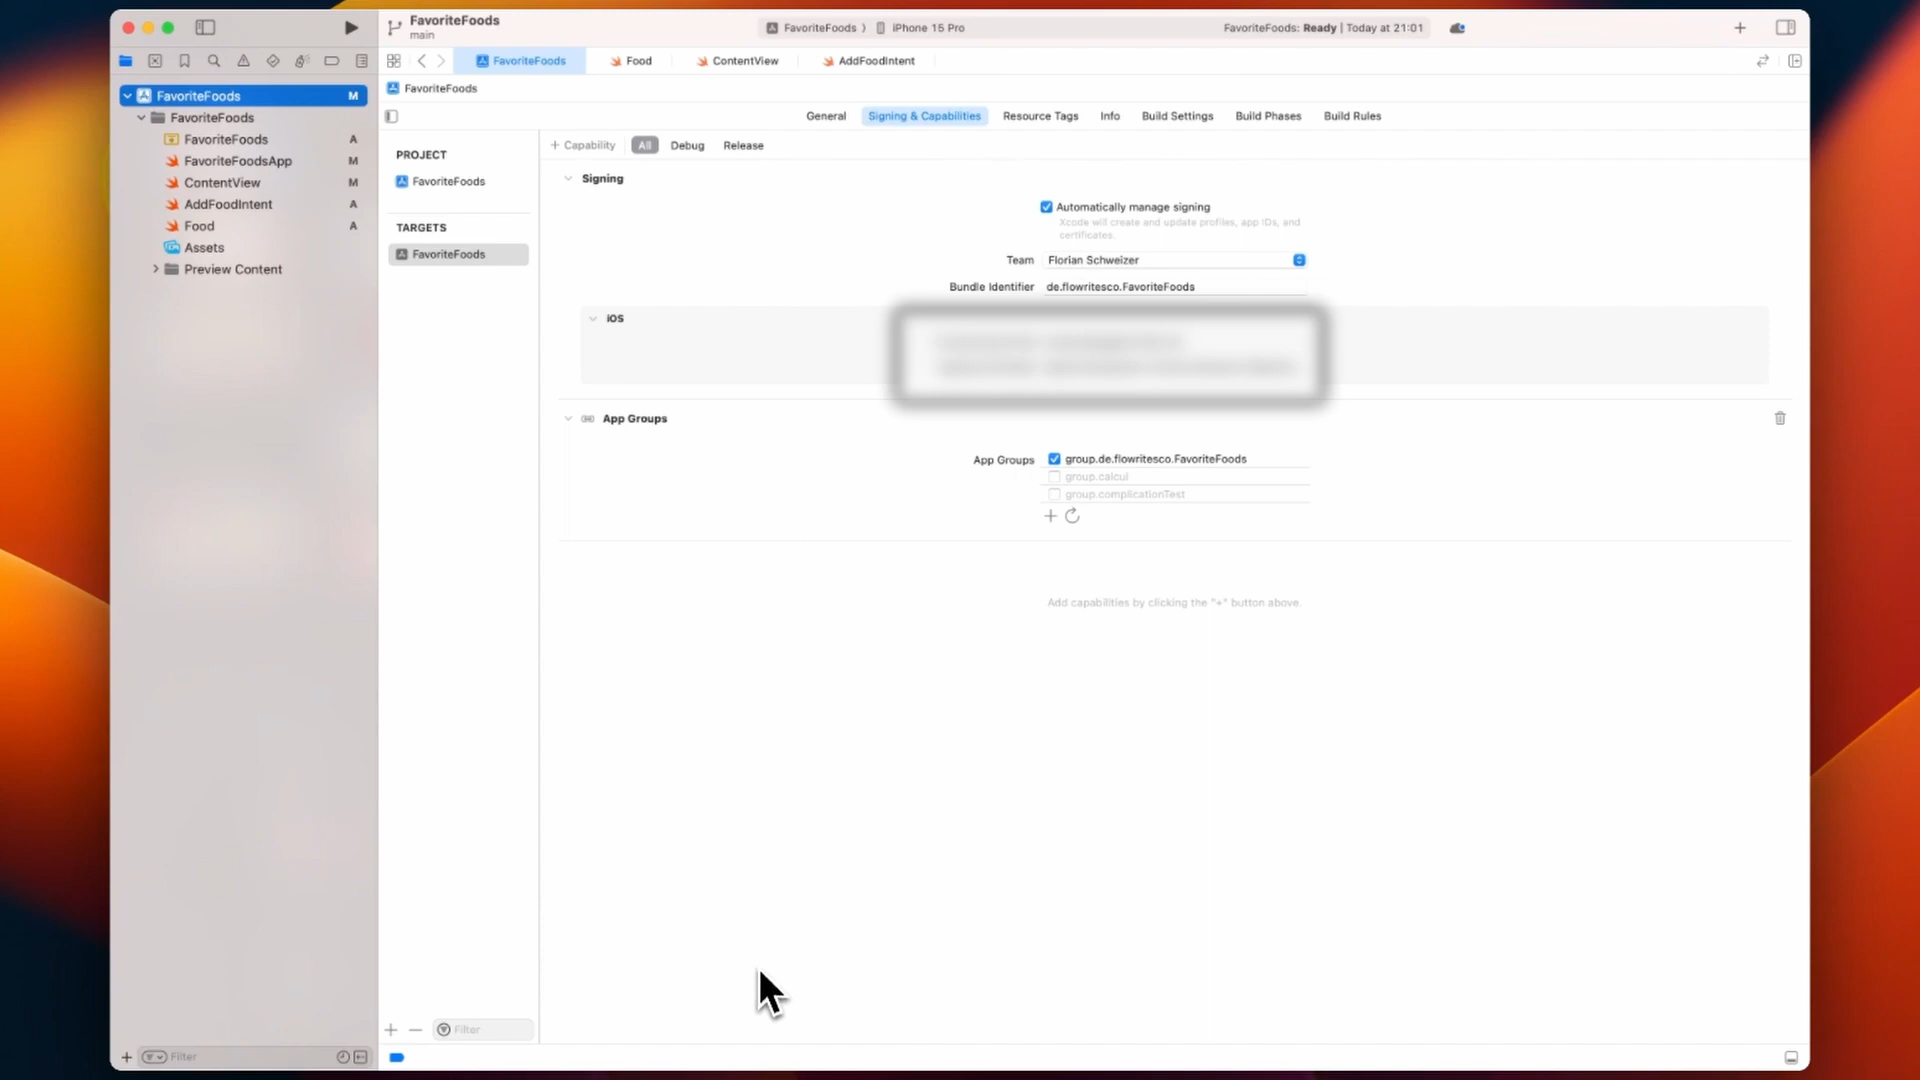 FavoriteFoods
main
FavoriteFoods
iPhone 15 Pro
FavoriteFoods: Ready | Today at 21:01
FavoriteFoods
Food
ContentView
AddFoodIntent
FavoriteFoods
FavoriteFoods M
FavoriteFoods
FavoriteFoods A
FavoriteFoodsApp M
ContentView M
AddFoodIntent A
Food A
Assets
Preview Content
General
Signing & Capabilities
Resource Tags
Info
Build Settings
Build Phases
Build Rules
PROJECT
FavoriteFoods
TARGETS
FavoriteFoods
+ Capability
All
Debug
Release
Signing
Automatically manage signing
Xcode will create and update profiles, app IDs, and
certificates.
Team Florian Schweizer
Bundle Identifier de.flowritesco.FavoriteFoods
iOS
App Groups
App Groups group.de.flowritesco.FavoriteFoods
group.calcul
group.complicationTest
Add capabilities by clicking the "+" button above.
Filter
Filter